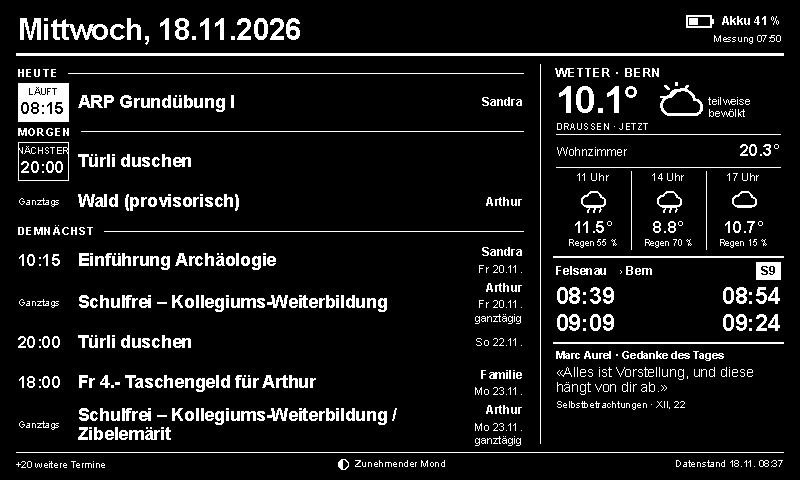 Mittwoch, 18.11.2026
Akku 41 %
Messung 07:50
HEUTE
LÄUFT
08:15 ARP Grundübung I Sandra
MORGEN
NÄCHSTER
20:00 Türli duschen
Ganztags Wald (provisorisch) Arthur
DEMNÄCHST
10:15 Einführung Archäologie Sandra
Fr 20.11.
Ganztags Schulfrei – Kollegiums-Weiterbildung Arthur
Fr 20.11.
ganztägig
20:00 Türli duschen So 22.11.
18:00 Fr 4.- Taschengeld für Arthur Familie
Mo 23.11.
Ganztags Schulfrei – Kollegiums-Weiterbildung / Zibelemärit Arthur
Mo 23.11.
ganztägig
WETTER · BERN
10.1° teilweise
bewölkt
DRAUSSEN · JETZT
Wohnzimmer 20.3°
11 Uhr 14 Uhr 17 Uhr
11.5° 8.8° 10.7°
Regen 55 % Regen 70 % Regen 15 %
Felsenau › Bern S9
08:39 08:54
09:09 09:24
Marc Aurel · Gedanke des Tages
«Alles ist Vorstellung, und diese
hängt von dir ab.»
Selbstbetrachtungen · XII, 22
+20 weitere Termine Zunehmender Mond Datenstand 18.11. 08:37